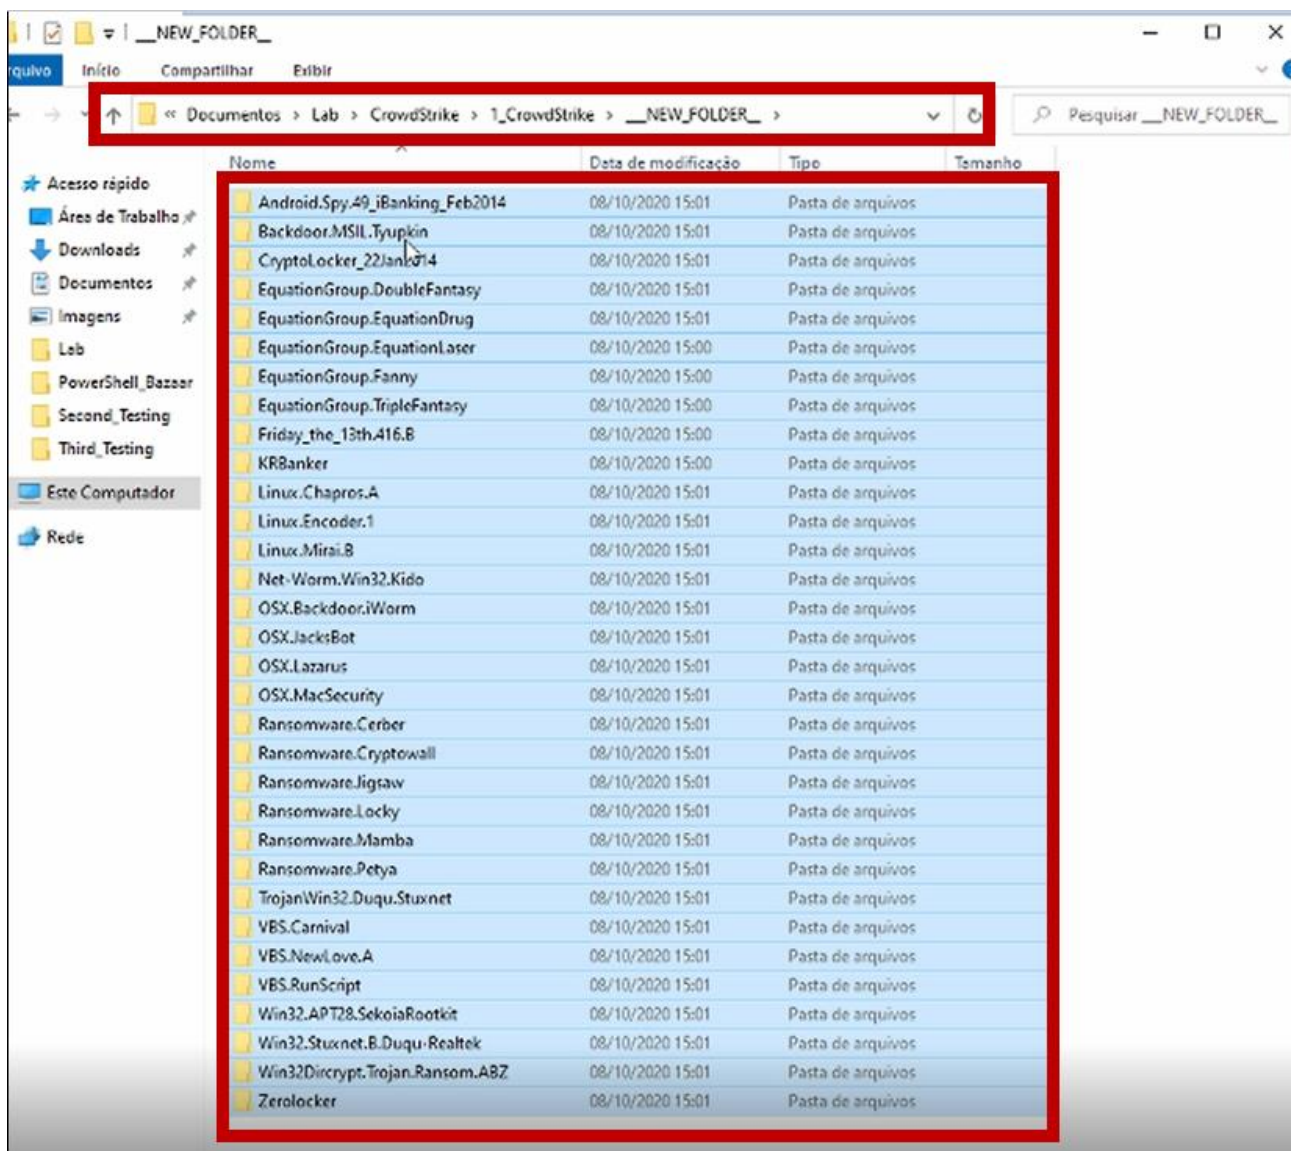 __NEW_FOLDER_
rquivo Início Compartilhar Exibir
« Documentos > Lab > CrowdStrike > 1_CrowdStrike > __NEW_FOLDER_ >
Pesquisar __NEW_FOLDER_
Nome Data de modificação Tipo Tamanho
Acesso rápido
Área de Trabalho
Downloads
Documentos
Imagens
Lab
PowerShell_Bazaar
Second_Testing
Third_Testing
Este Computador
Rede
Android.Spy.49_iBanking_Feb2014 08/10/2020 15:01 Pasta de arquivos
Backdoor.MSIL.Tyupkin 08/10/2020 15:01 Pasta de arquivos
CryptoLocker_22Jan2014 08/10/2020 15:01 Pasta de arquivos
EquationGroup.DoubleFantasy 08/10/2020 15:01 Pasta de arquivos
EquationGroup.EquationDrug 08/10/2020 15:01 Pasta de arquivos
EquationGroup.EquationLaser 08/10/2020 15:00 Pasta de arquivos
EquationGroup.Fanny 08/10/2020 15:00 Pasta de arquivos
EquationGroup.TripleFantasy 08/10/2020 15:00 Pasta de arquivos
Friday_the_13th.416.B 08/10/2020 15:00 Pasta de arquivos
KRBanker 08/10/2020 15:00 Pasta de arquivos
Linux.Chapros.A 08/10/2020 15:01 Pasta de arquivos
Linux.Encoder.1 08/10/2020 15:01 Pasta de arquivos
Linux.Mirai.B 08/10/2020 15:01 Pasta de arquivos
Net-Worm.Win32.Kido 08/10/2020 15:01 Pasta de arquivos
OSX.Backdoor.iWorm 08/10/2020 15:01 Pasta de arquivos
OSX.JacksBot 08/10/2020 15:01 Pasta de arquivos
OSX.Lazarus 08/10/2020 15:01 Pasta de arquivos
OSX.MacSecurity 08/10/2020 15:01 Pasta de arquivos
Ransomware.Cerber 08/10/2020 15:01 Pasta de arquivos
Ransomware.Cryptowall 08/10/2020 15:01 Pasta de arquivos
Ransomware.Jigsaw 08/10/2020 15:01 Pasta de arquivos
Ransomware.Locky 08/10/2020 15:01 Pasta de arquivos
Ransomware.Mamba 08/10/2020 15:01 Pasta de arquivos
Ransomware.Petya 08/10/2020 15:01 Pasta de arquivos
TrojanWin32.Duqu.Stuxnet 08/10/2020 15:01 Pasta de arquivos
VBS.Carnival 08/10/2020 15:01 Pasta de arquivos
VBS.NewLove.A 08/10/2020 15:01 Pasta de arquivos
VBS.RunScript 08/10/2020 15:01 Pasta de arquivos
Win32.APT28.SekoiaRootkit 08/10/2020 15:01 Pasta de arquivos
Win32.Stuxnet.B.Duqu-Realtek 08/10/2020 15:01 Pasta de arquivos
Win32Dircrypt.Trojan.Ransom.ABZ 08/10/2020 15:01 Pasta de arquivos
Zerolocker 08/10/2020 15:01 Pasta de arquivos